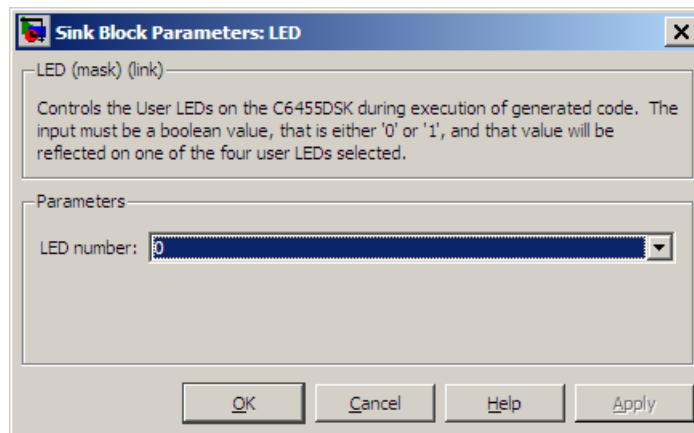 Sink Block Parameters: LED
LED (mask) (link)
Controls the User LEDs on the C6455DSK during execution of generated code. The
input must be a boolean value, that is either '0' or '1', and that value will be
reflected on one of the four user LEDs selected.
Parameters
LED number: 0
OK Cancel Help Apply